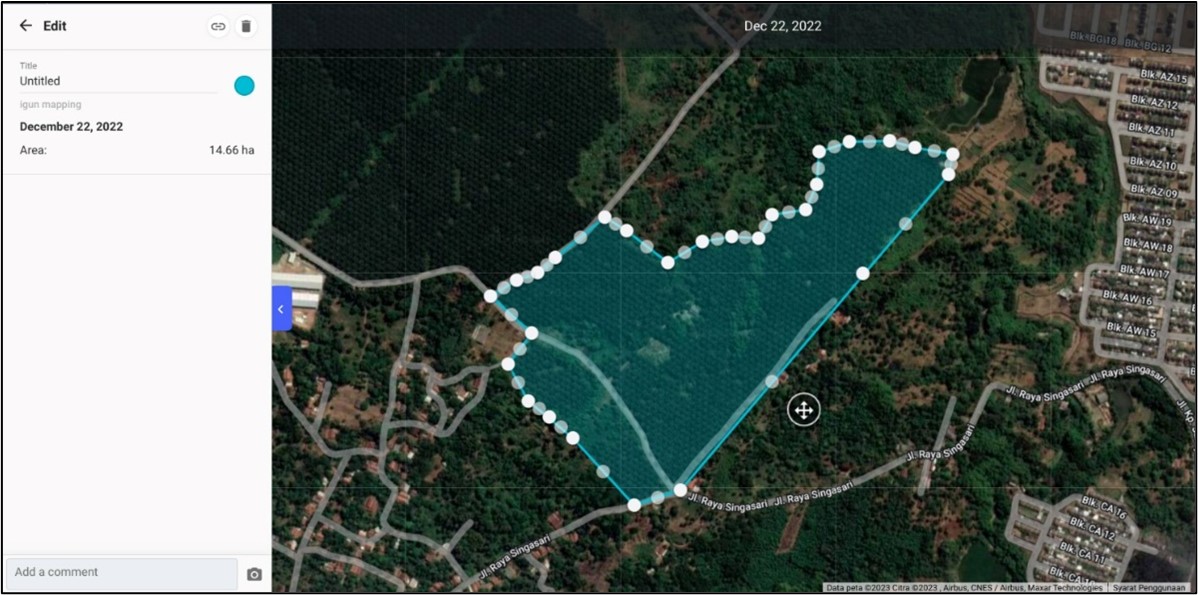 Edit
Title
Untitled
igun mapping
December 22, 2022
Area: 14.66 ha
Add a comment
Dec 22, 2022
Blk. BG 18
Blk. BG 12
Blk. AZ 15
Blk. AZ 12
Blk. AZ 11
Blk. AZ 10
Blk. AZ 09
Blk. AW 19
Blk. AW 18
Blk. AW 17
Blk. AW 16
Blk. AW 15
Jl. Raya Singasari
Jl. Raya Singasari
Jl. Raya Singasari
Jl. Raya Singasari
Jl. Raya Singasari
Jl. Raya Singasari
Blk. CA 16
Blk. CA 12
Blk. CA 11
Data peta ©2023 Citra ©2023 , Airbus, CNES / Airbus, Maxar Technologies
Syarat Penggunaan